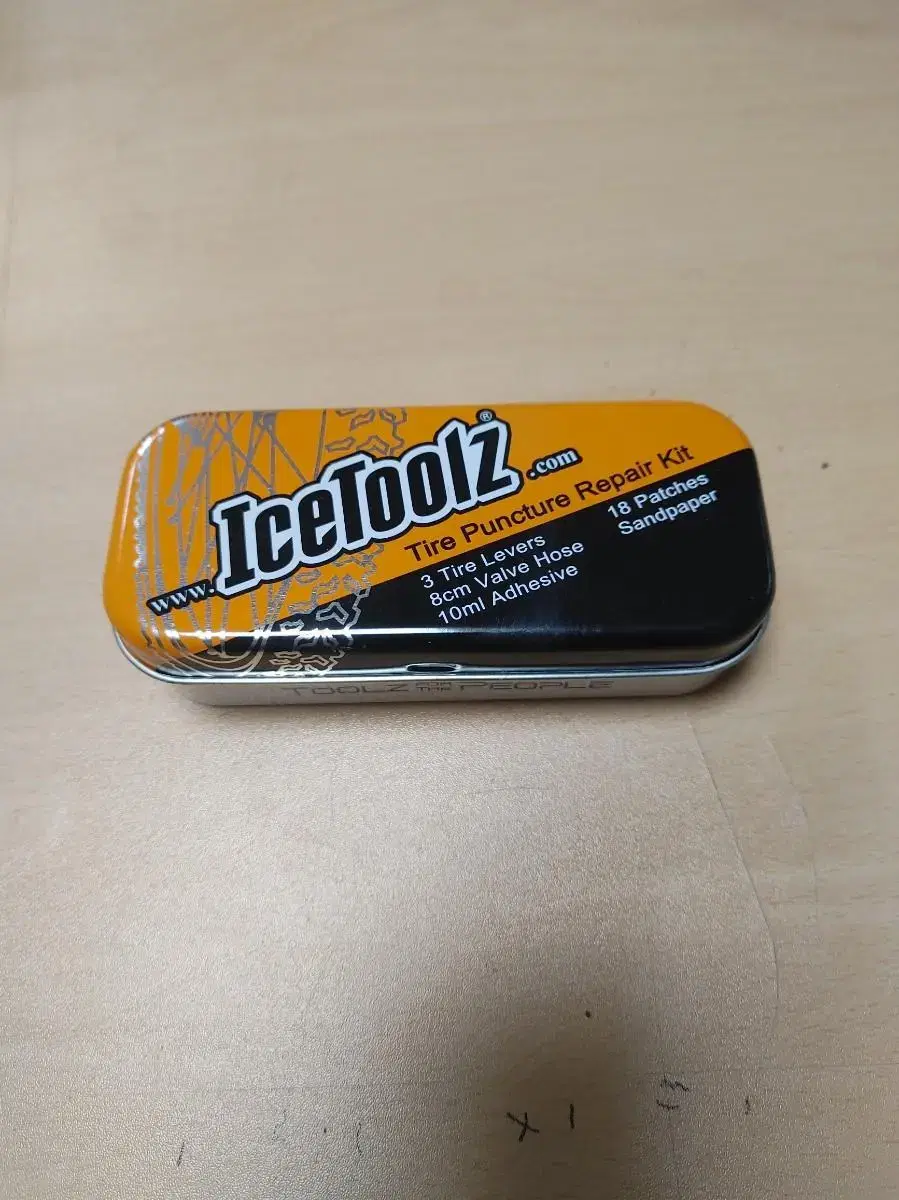 www.IceToolz®.com
Tire Puncture Repair Kit
3 Tire Levers
8cm Valve Hose
10ml Adhesive
18 Patches
Sandpaper
TOOLZ FOR THE PEOPLE
x1